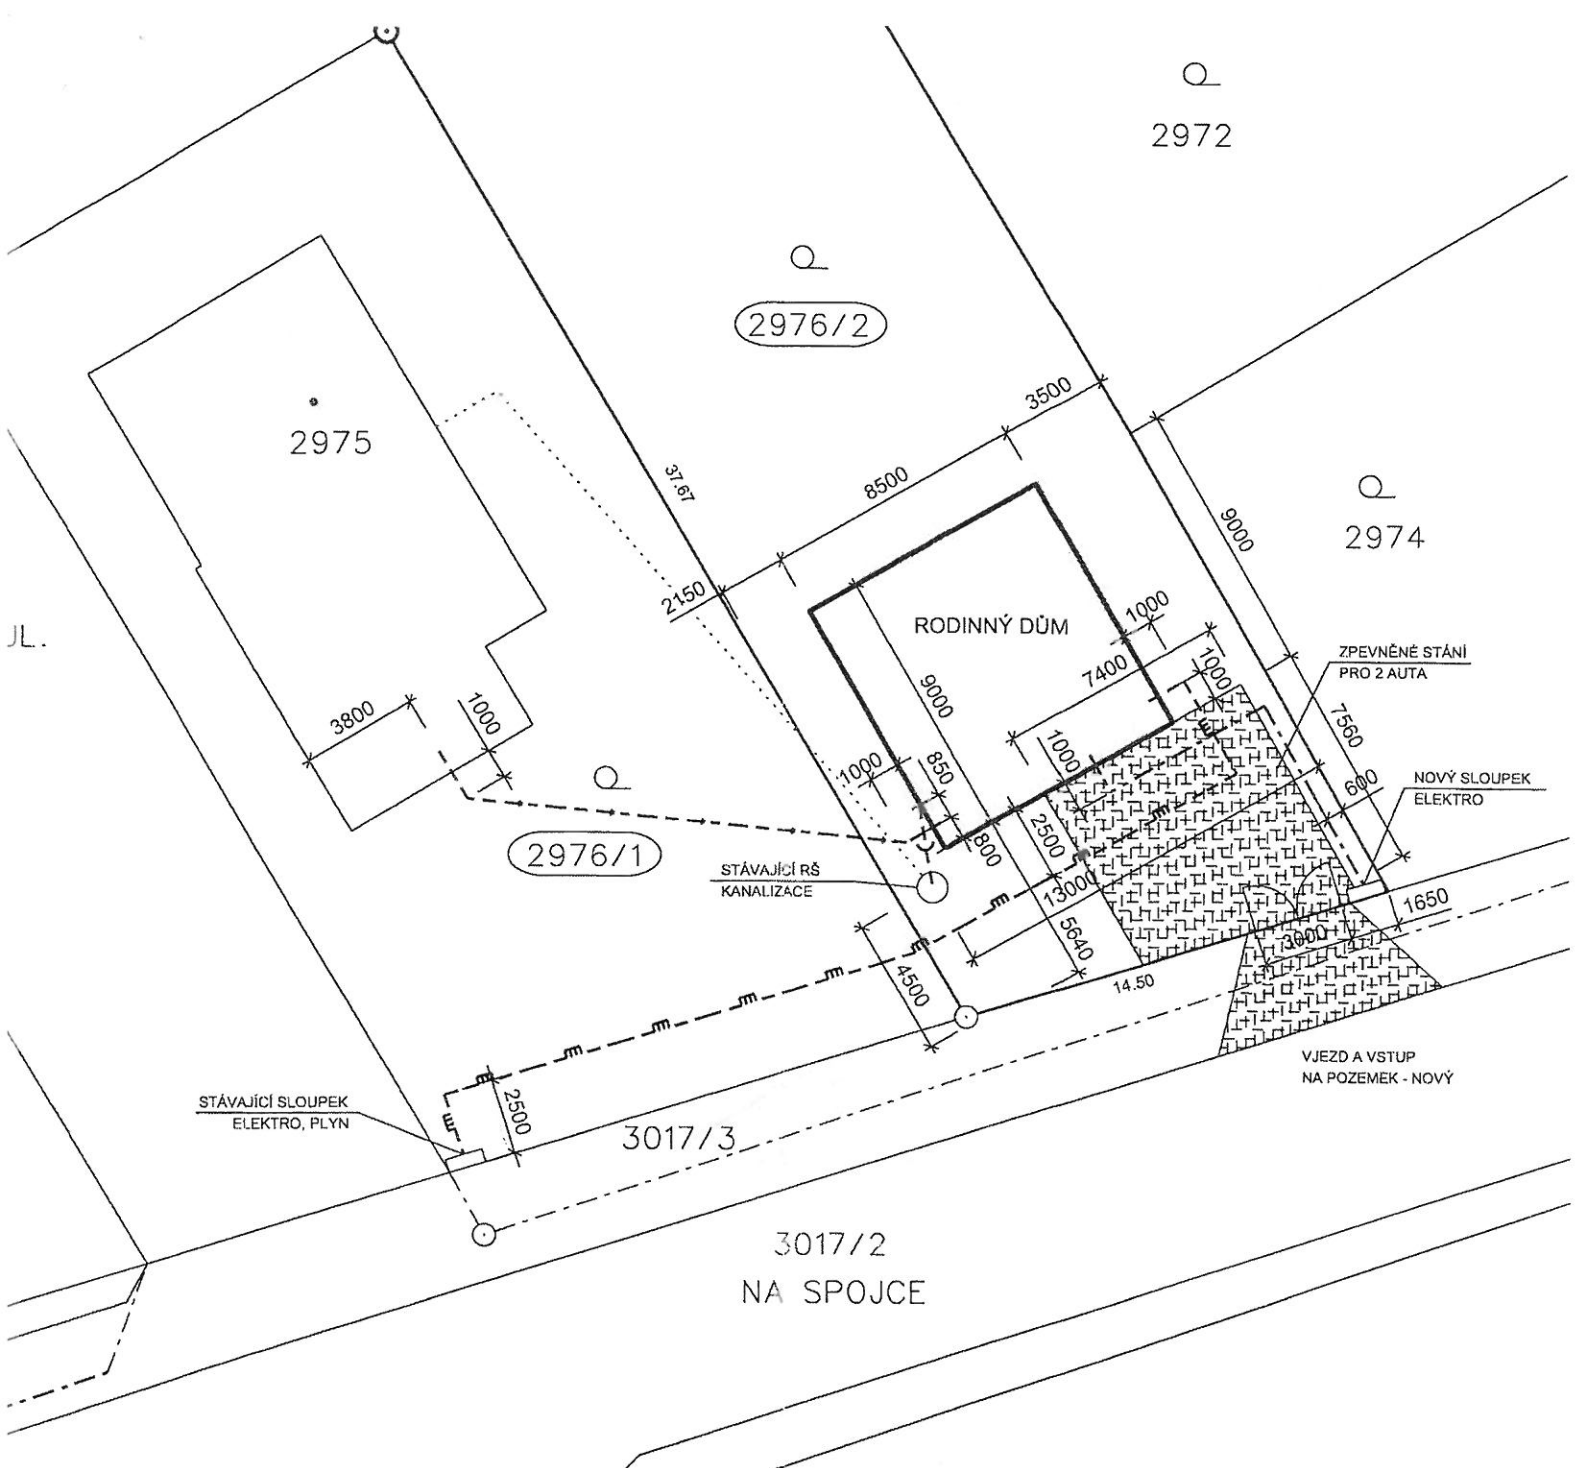 2972
2976/2
3500
8500
2975
37.67
9000
2974
2150
JL.
RODINNÝ DŮM
1000
7400
1000
ZPEVNĚNÉ STÁNÍ
PRO 2 AUTA
9000
3800
1000
7560
1000
850
1000
600
NOVÝ SLOUPEK
ELEKTRO
2976/1
800
2500
STÁVAJÍCÍ RŠ
KANALIZACE
13000
1650
5640
3000
4500
14.50
VJEZD A VSTUP
NA POZEMEK - NOVÝ
STÁVAJÍCÍ SLOUPEK
ELEKTRO, PLYN
2500
3017/3
3017/2
NA SPOJCE